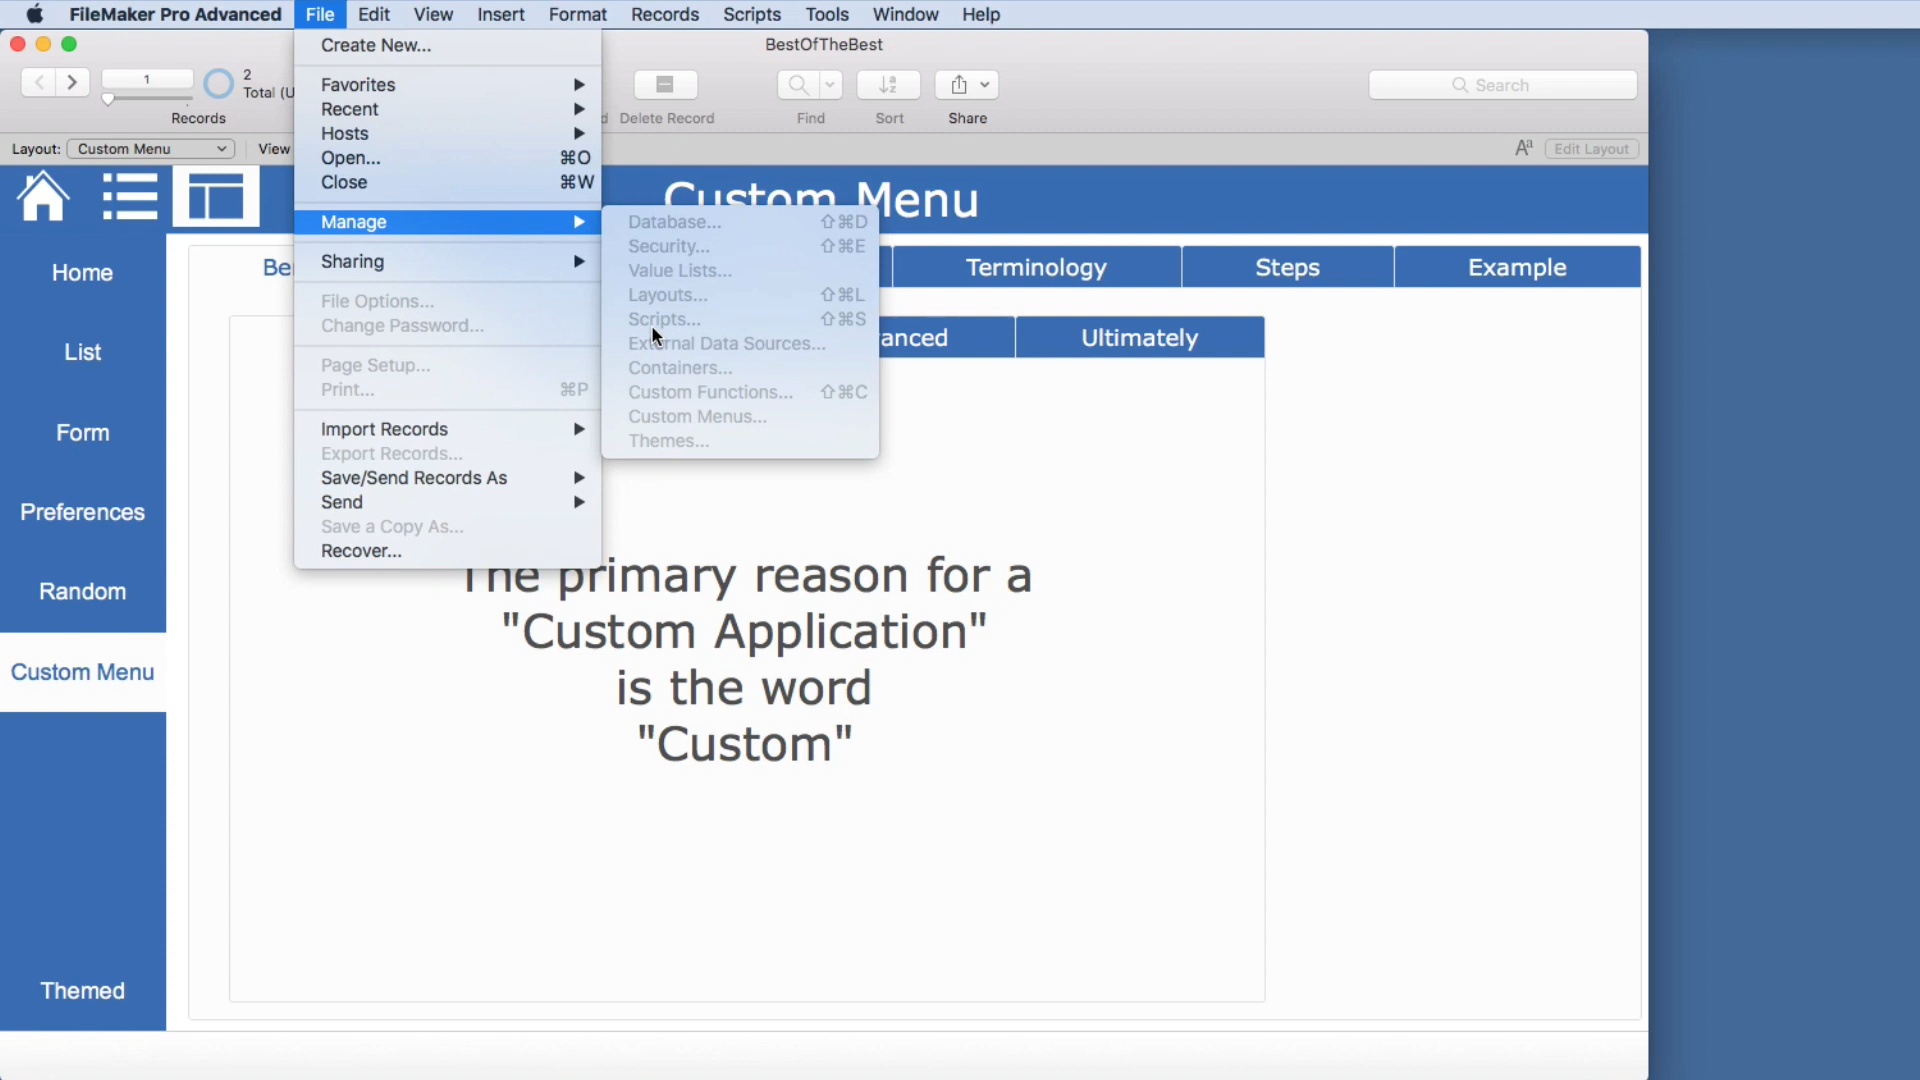 FileMaker Pro Advanced File Edit View Insert Format Records Scripts Tools Window Help
BestOfTheBest
1
2
Total (U
Records
Delete Record
Find
Sort
Share
Search
Layout: Custom Menu View
Aa Edit Layout
Custom Menu
Create New...
Favorites
Recent
Hosts
Open... ⌘O
Close ⌘W
Manage
Sharing
File Options...
Change Password...
Page Setup...
Print... ⌘P
Import Records
Export Records...
Save/Send Records As
Send
Save a Copy As...
Recover...
Database... ⇧⌘D
Security... ⇧⌘E
Value Lists...
Layouts... ⇧⌘L
Scripts... ⇧⌘S
External Data Sources...
Containers...
Custom Functions... ⇧⌘C
Custom Menus...
Themes...
Home
List
Form
Preferences
Random
Custom Menu
Themed
Be
Terminology
Steps
Example
anced
Ultimately
The primary reason for a
"Custom Application"
is the word
"Custom"